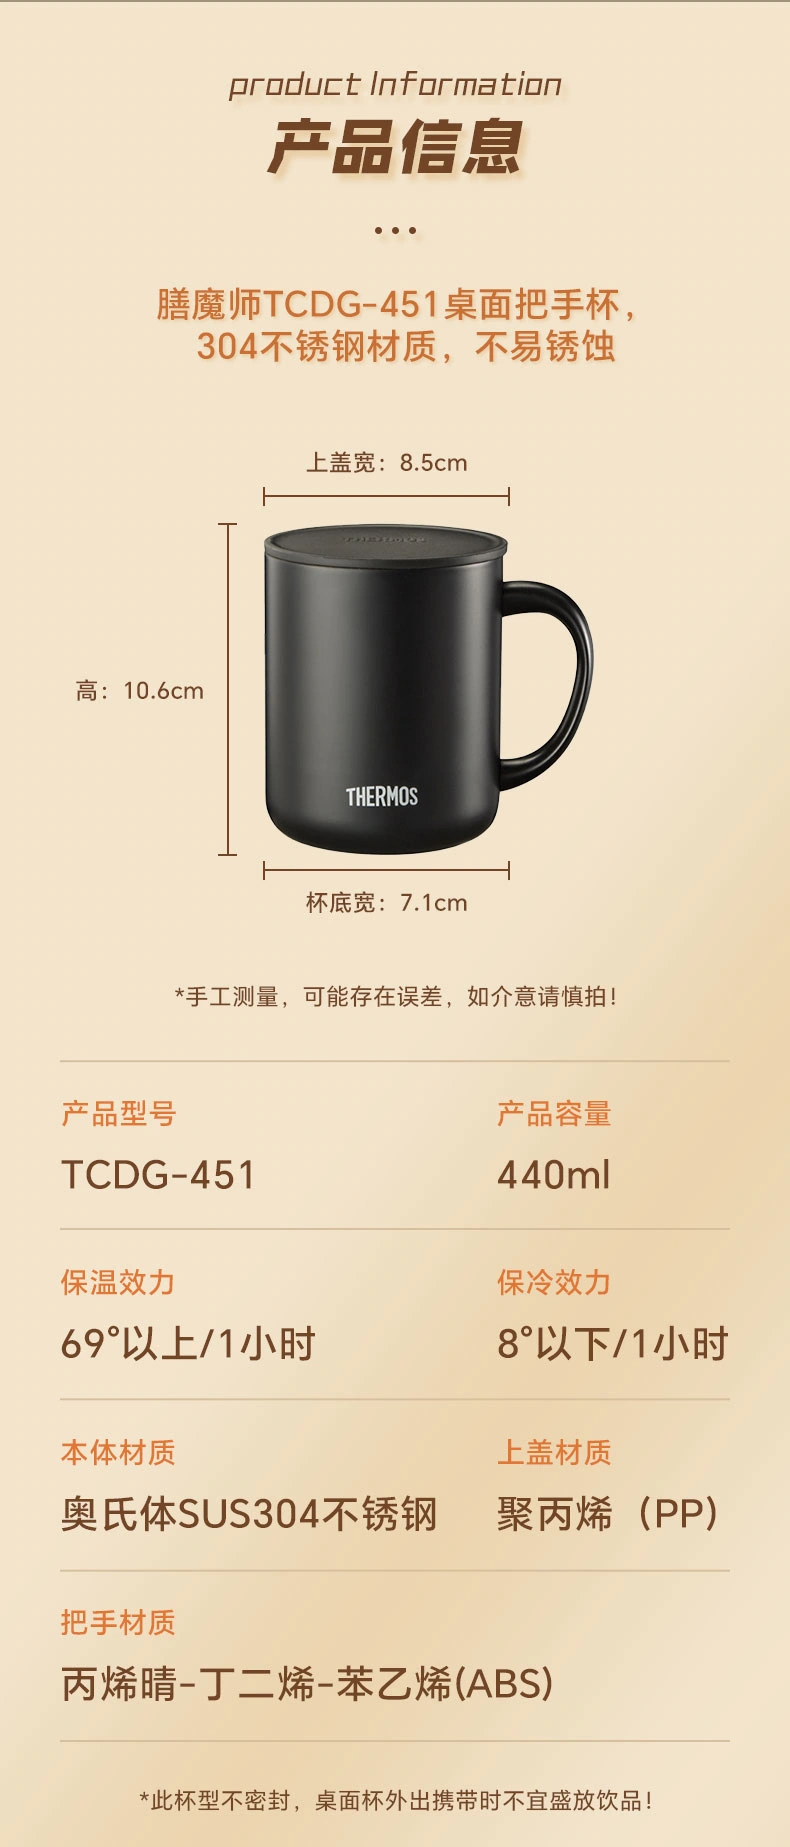 product Information
产品信息
膳魔师TCDG-451桌面把手杯，
304不锈钢材质，不易锈蚀
上盖宽：8.5cm
THERMOS
高：10.6cm
THERMOS
杯底宽：7.1cm
*手工测量，可能存在误差，如介意请慎拍！
产品型号 产品容量
TCDG-451 440ml
保温效力 保冷效力
69°以上/1小时 8°以下/1小时
本体材质 上盖材质
奥氏体SUS304不锈钢 聚丙烯（PP）
把手材质
丙烯晴-丁二烯-苯乙烯(ABS)
*此杯型不密封，桌面杯外出携带时不宜盛放饮品！